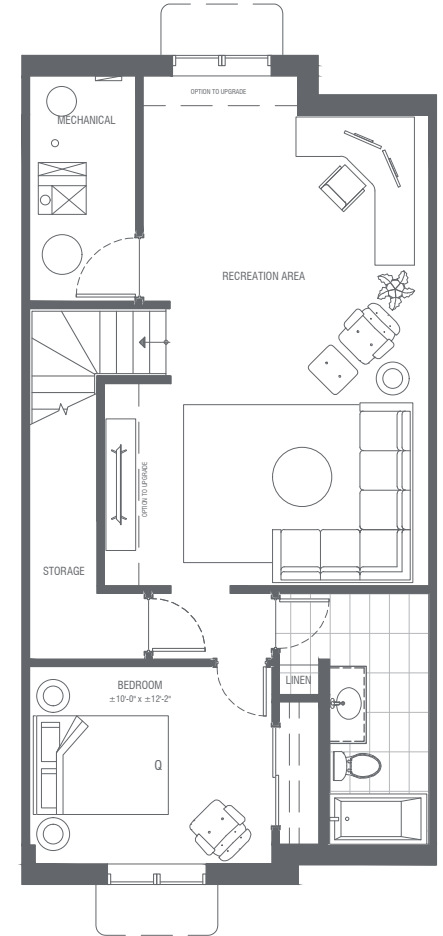 OPTION TO UPGRADE
MECHANICAL
RECREATION AREA
OPTION TO UPGRADE
STORAGE
LINEN
BEDROOM
±10'-0" x ±12'-2"
Q